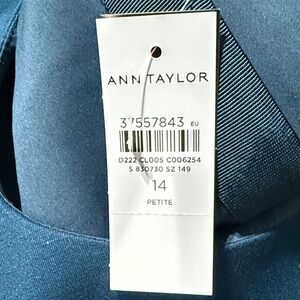 ANN TAYLOR
37557843 .EU
D222 CL005 C006254
S 830730 SZ 149
14
PETITE